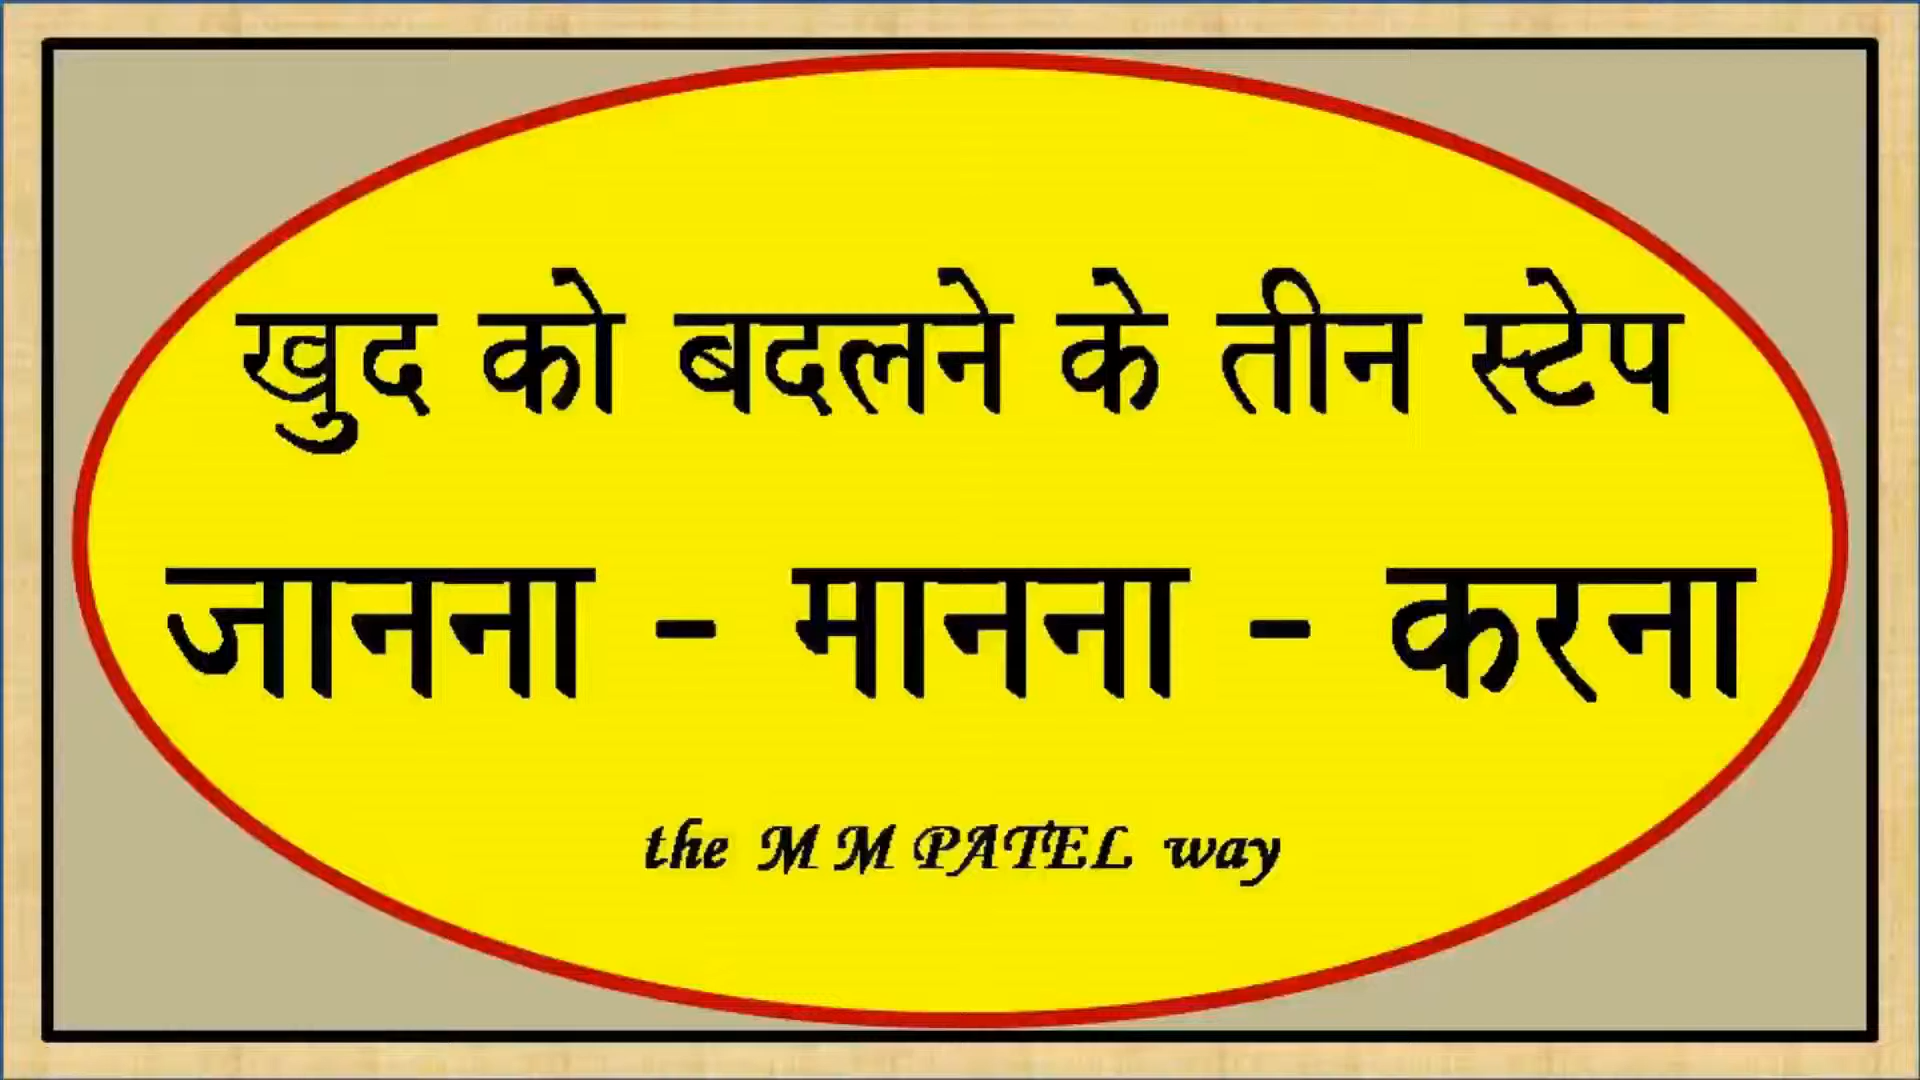 खुद को बदलने के तीन स्टेप
जानना - मानना - करना
the M M PATEL way